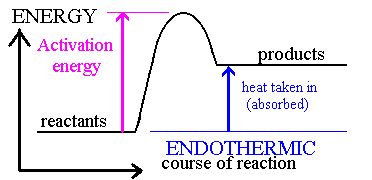 ENERGY
Activation
energy
products
heat taken in
(absorbed)
reactants
ENDOTHERMIC
course of reaction